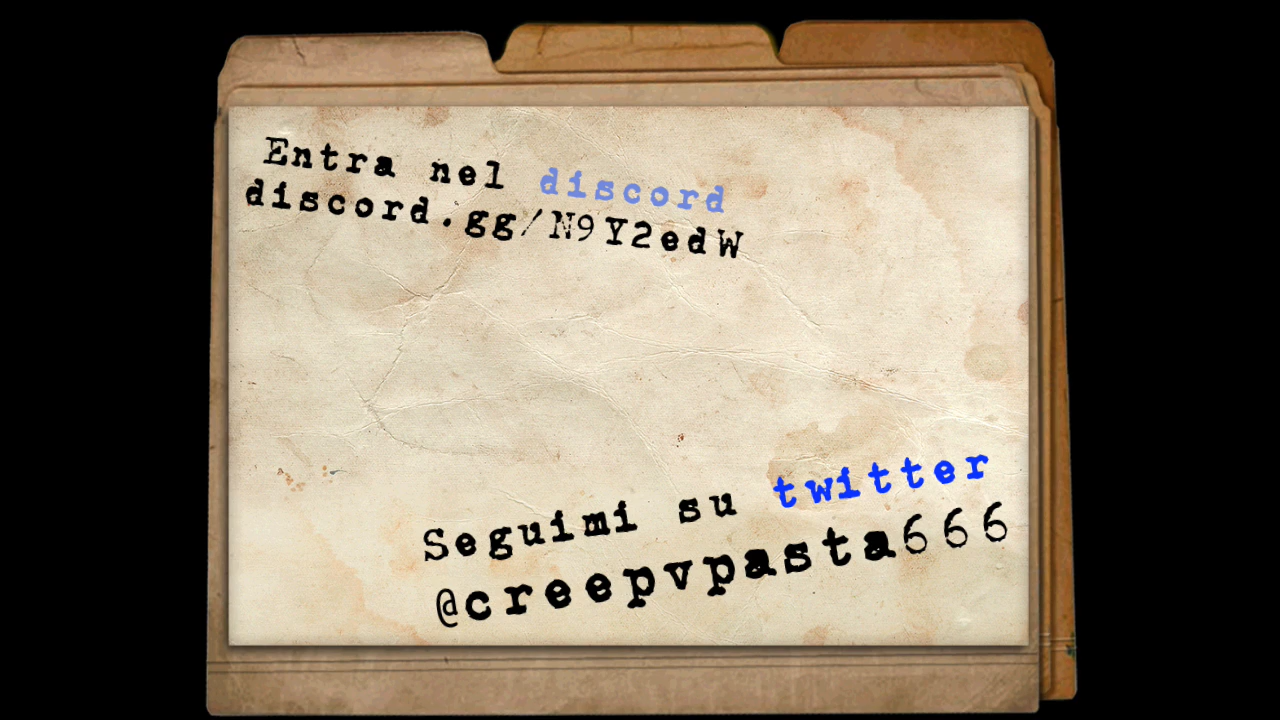 Entra nel discord
discord.gg/N9Y2edW
Seguimi su twitter
@creepvpasta666